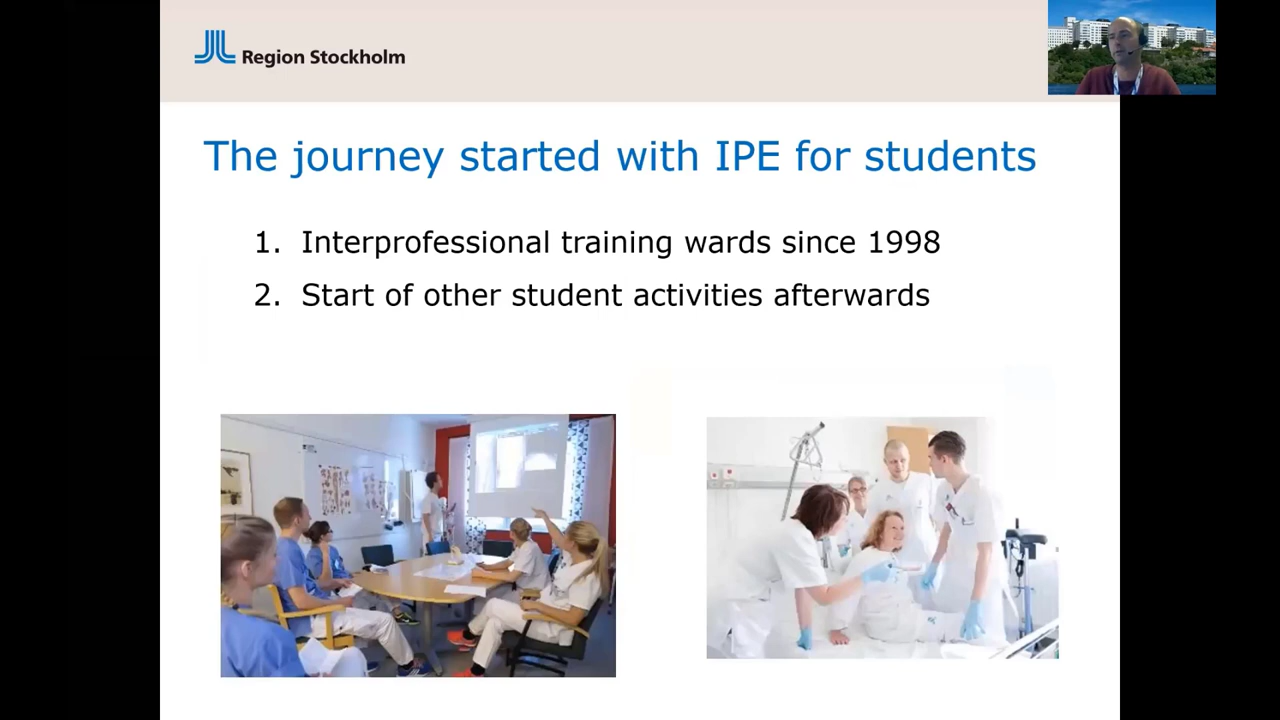 Region Stockholm
The journey started with IPE for students
1. Interprofessional training wards since 1998
2. Start of other student activities afterwards